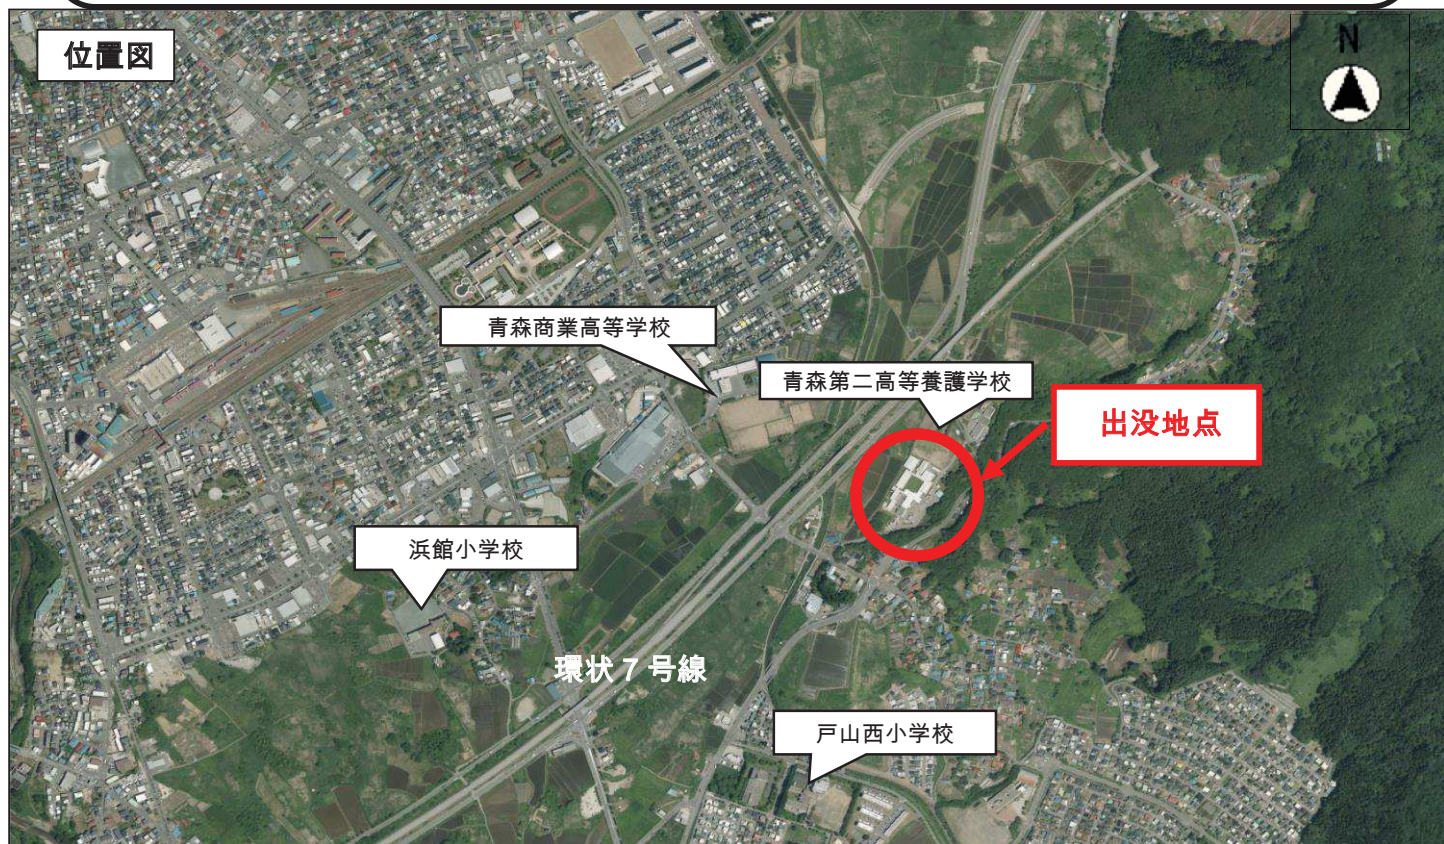 位置図
N
青森商業高等学校
青森第二高等養護学校
出没地点
浜館小学校
環状７号線
戸山西小学校